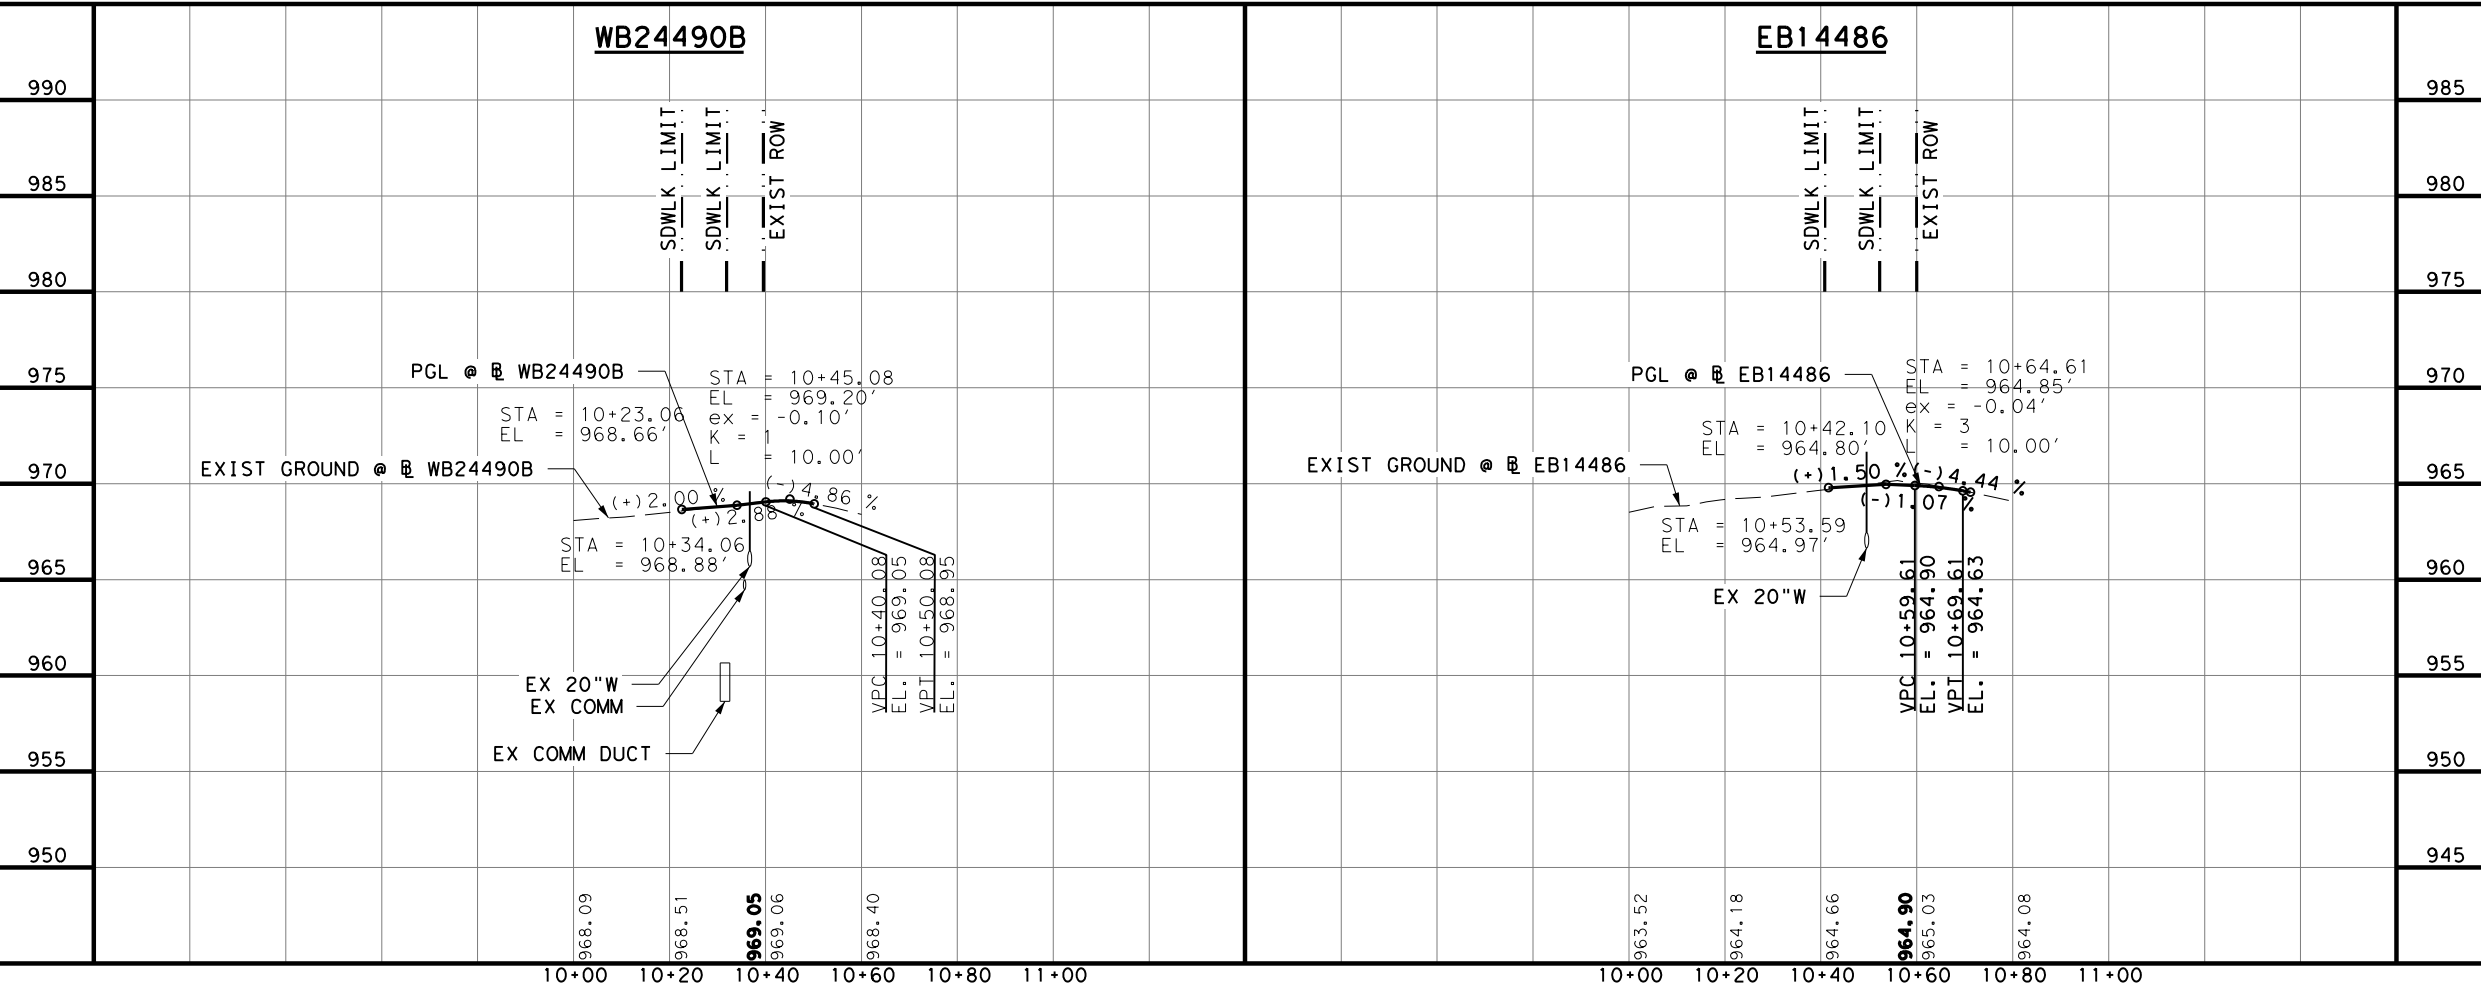 WB24490B
990
985
980
975
970
965
960
955
950
SDWLK LIMIT
SDWLK LIMIT
EXIST ROW
PGL @ ℄ WB24490B
STA = 10+45.08
EL = 969.20'
ex = -0.10'
K = 1
L = 10.00'
STA = 10+23.06
EL = 968.66'
EXIST GROUND @ ℄ WB24490B
(+)2.00 %
(-)4.86 %
(+)2.88 %
STA = 10+34.06
EL = 968.88'
EX 20"W
EX COMM
EX COMM DUCT
VPC 10+40.08
EL. = 969.05
VPT 10+50.08
EL. = 968.95
968.09
968.51
969.05
969.06
968.40
10+00 10+20 10+40 10+60 10+80 11+00
EB14486
SDWLK LIMIT
SDWLK LIMIT
EXIST ROW
PGL @ ℄ EB14486
STA = 10+64.61
EL = 964.85'
ex = -0.04'
K = 3
L = 10.00'
STA = 10+42.10
EL = 964.80'
EXIST GROUND @ ℄ EB14486
(+)1.50 %
(-)4.44 %
(-)1.07 %
STA = 10+53.59
EL = 964.97'
EX 20"W
VPC 10+59.61
EL. = 964.90
VPT 10+69.61
EL. = 964.63
963.52
964.18
964.66
964.90
965.03
964.08
10+00 10+20 10+40 10+60 10+80 11+00
985
980
975
970
965
960
955
950
945